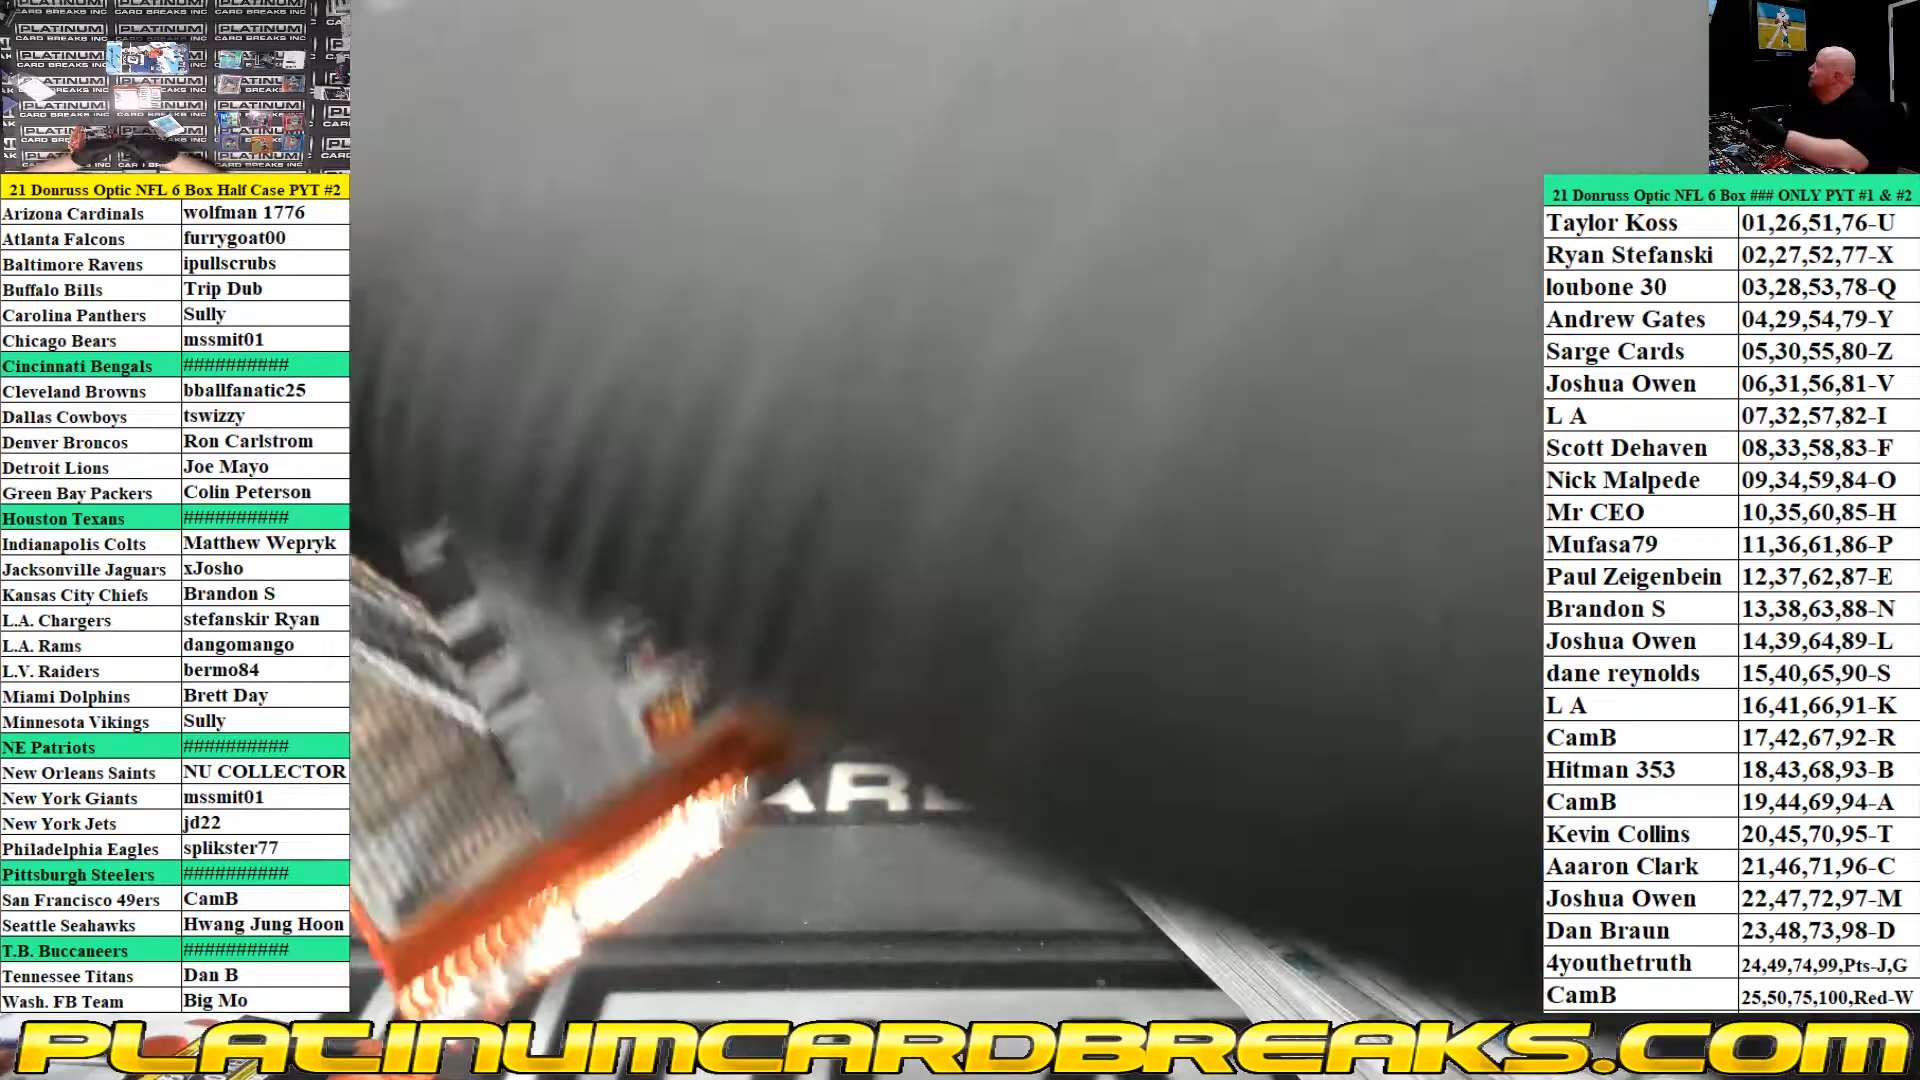 PLATINUM
CARD BREAKS INC
21 Donruss Optic NFL 6 Box Half Case PYT #2
Arizona Cardinals wolfman 1776
Atlanta Falcons furrygoat00
Baltimore Ravens ipullscrubs
Buffalo Bills Trip Dub
Carolina Panthers Sully
Chicago Bears mssmit01
Cincinnati Bengals ##########
Cleveland Browns bballfanatic25
Dallas Cowboys tswizzy
Denver Broncos Ron Carlstrom
Detroit Lions Joe Mayo
Green Bay Packers Colin Peterson
Houston Texans ##########
Indianapolis Colts Matthew Wepryk
Jacksonville Jaguars xJosho
Kansas City Chiefs Brandon S
L.A. Chargers stefanskir Ryan
L.A. Rams dangomango
L.V. Raiders bermo84
Miami Dolphins Brett Day
Minnesota Vikings Sully
NE Patriots ##########
New Orleans Saints NU COLLECTOR
New York Giants mssmit01
New York Jets jd22
Philadelphia Eagles splikster77
Pittsburgh Steelers ##########
San Francisco 49ers CamB
Seattle Seahawks Hwang Jung Hoon
T.B. Buccaneers ##########
Tennessee Titans Dan B
Wash. FB Team Big Mo
21 Donruss Optic NFL 6 Box ### ONLY PYT #1 & #2
Taylor Koss 01,26,51,76-U
Ryan Stefanski 02,27,52,77-X
loubone 30 03,28,53,78-Q
Andrew Gates 04,29,54,79-Y
Sarge Cards 05,30,55,80-Z
Joshua Owen 06,31,56,81-V
L A 07,32,57,82-I
Scott Dehaven 08,33,58,83-F
Nick Malpede 09,34,59,84-O
Mr CEO 10,35,60,85-H
Mufasa79 11,36,61,86-P
Paul Zeigenbein 12,37,62,87-E
Brandon S 13,38,63,88-N
Joshua Owen 14,39,64,89-L
dane reynolds 15,40,65,90-S
L A 16,41,66,91-K
CamB 17,42,67,92-R
Hitman 353 18,43,68,93-B
CamB 19,44,69,94-A
Kevin Collins 20,45,70,95-T
Aaaron Clark 21,46,71,96-C
Joshua Owen 22,47,72,97-M
Dan Braun 23,48,73,98-D
4youthetruth 24,49,74,99,Pts-J,G
CamB 25,50,75,100,Red-W
PLATINUMCARDBREAKS.COM